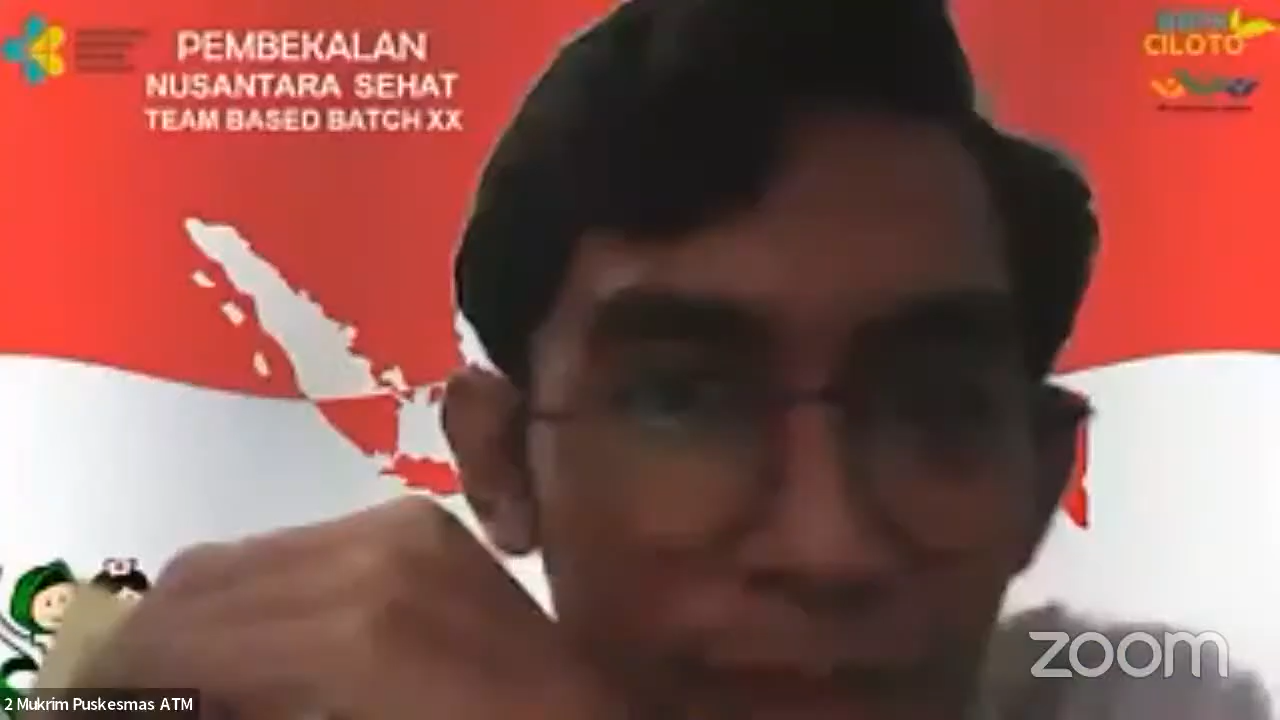 PEMBEKALAN
NUSANTARA SEHAT
TEAM BASED BATCH XX
CILOTO
zoom
2 Mukrim Puskesmas ATM